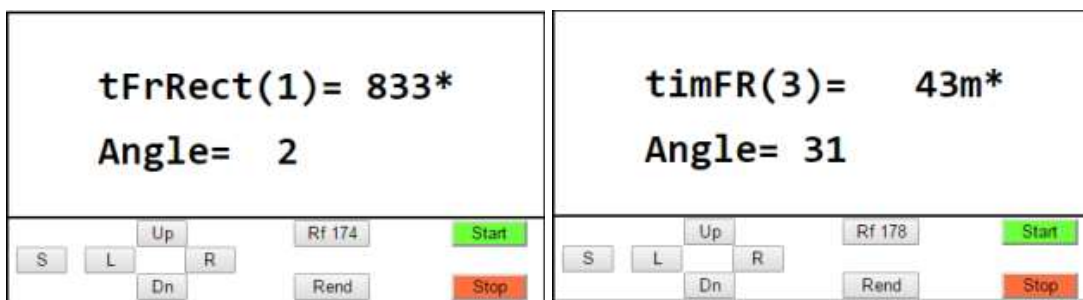 tFrRect(1)= 833*
Angle=  2
Up
Rf 174
Start
S
L
R
Dn
Rend
Stop
timFR(3)=   43m*
Angle= 31
Up
Rf 178
Start
S
L
R
Dn
Rend
Stop